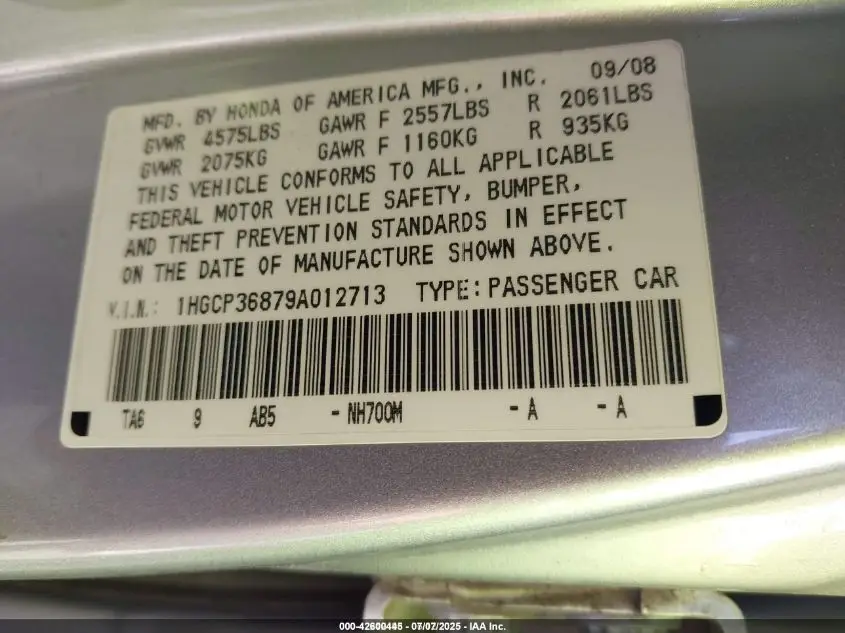 MFD. BY HONDA OF AMERICA MFG., INC. 09/08
GVWR 4575LBS GAWR F 2557LBS R 2061LBS
GVWR 2075KG GAWR F 1160KG R 935KG
THIS VEHICLE CONFORMS TO ALL APPLICABLE
FEDERAL MOTOR VEHICLE SAFETY, BUMPER,
AND THEFT PREVENTION STANDARDS IN EFFECT
ON THE DATE OF MANUFACTURE SHOWN ABOVE.
V.I.N.: 1HGCP36879A012713 TYPE:PASSENGER CAR
TA6 9 AB5 -NH700M -A -A
000-42600445 - 07/07/2025 - IAA Inc.